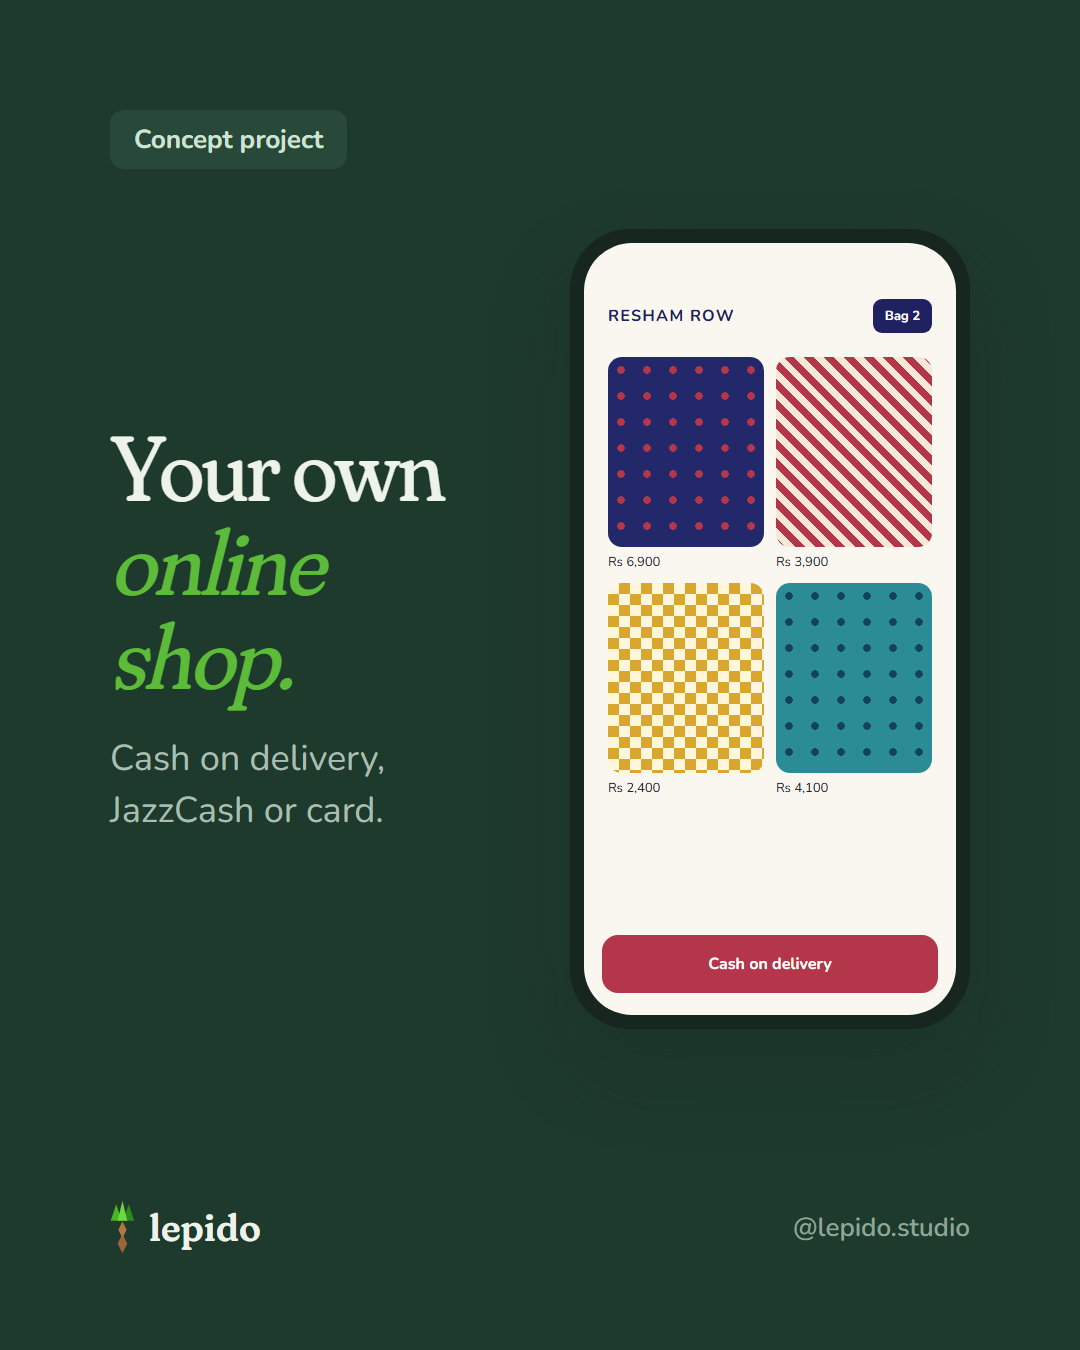 Concept project
Your own
online
shop.
Cash on delivery,
JazzCash or card.
RESHAM ROW
Bag 2
Rs 6,900
Rs 3,900
Rs 2,400
Rs 4,100
Cash on delivery
lepido
@lepido.studio